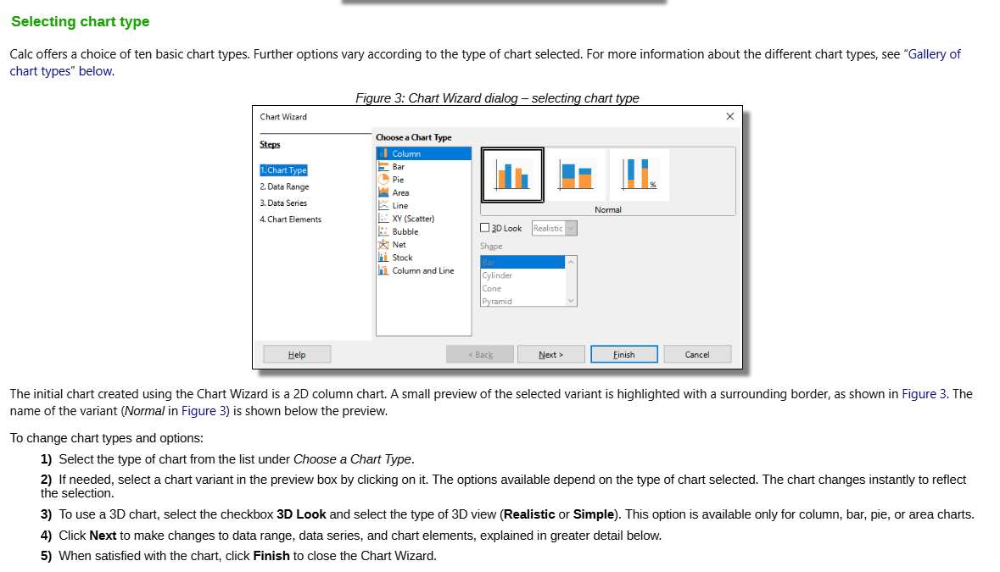 Selecting chart type
Calc offers a choice of ten basic chart types. Further options vary according to the type of chart selected. For more information about the different chart types, see “Gallery of
chart types” below.
Figure 3: Chart Wizard dialog – selecting chart type
Chart Wizard
Steps
1. Chart Type
2. Data Range
3. Data Series
4. Chart Elements
Choose a Chart Type
Column
Bar
Pie
Area
Line
XY (Scatter)
Bubble
Net
Stock
Column and Line
%
Normal
3D Look
Realistic
Shape
Bar
Cylinder
Cone
Pyramid
Help
< Back
Next >
Finish
Cancel
The initial chart created using the Chart Wizard is a 2D column chart. A small preview of the selected variant is highlighted with a surrounding border, as shown in Figure 3. The
name of the variant (Normal in Figure 3) is shown below the preview.
To change chart types and options:
1) Select the type of chart from the list under Choose a Chart Type.
2) If needed, select a chart variant in the preview box by clicking on it. The options available depend on the type of chart selected. The chart changes instantly to reflect
the selection.
3) To use a 3D chart, select the checkbox 3D Look and select the type of 3D view (Realistic or Simple). This option is available only for column, bar, pie, or area charts.
4) Click Next to make changes to data range, data series, and chart elements, explained in greater detail below.
5) When satisfied with the chart, click Finish to close the Chart Wizard.